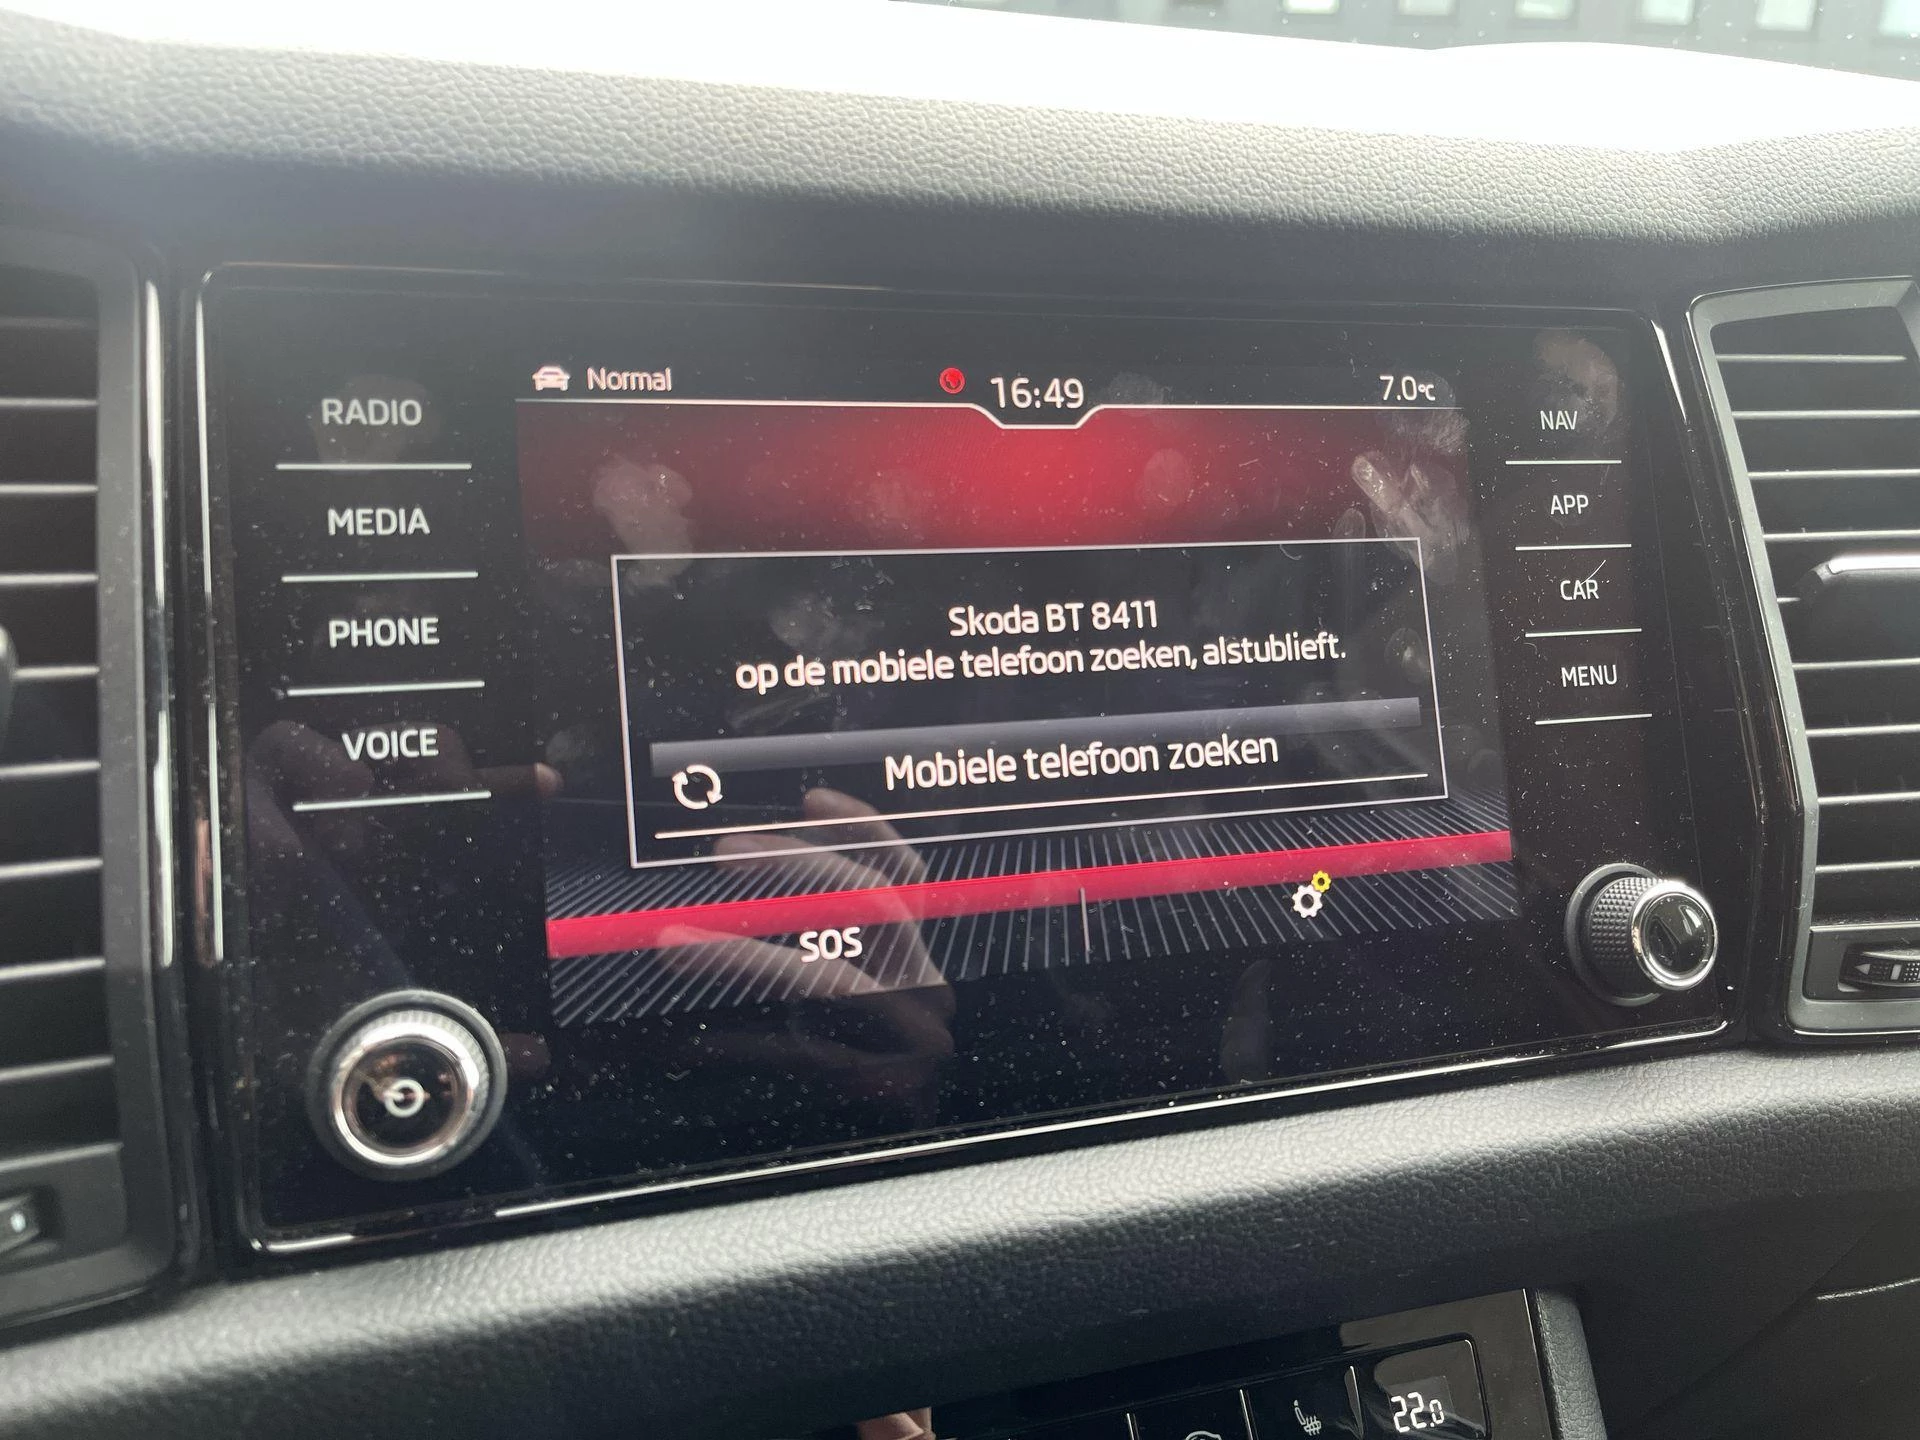 Normal
16:49
7.0°C
RADIO
MEDIA
PHONE
VOICE
Skoda BT 8411
op de mobiele telefoon zoeken, alstublieft.
Mobiele telefoon zoeken
SOS
NAV
APP
CAR
MENU
22.0